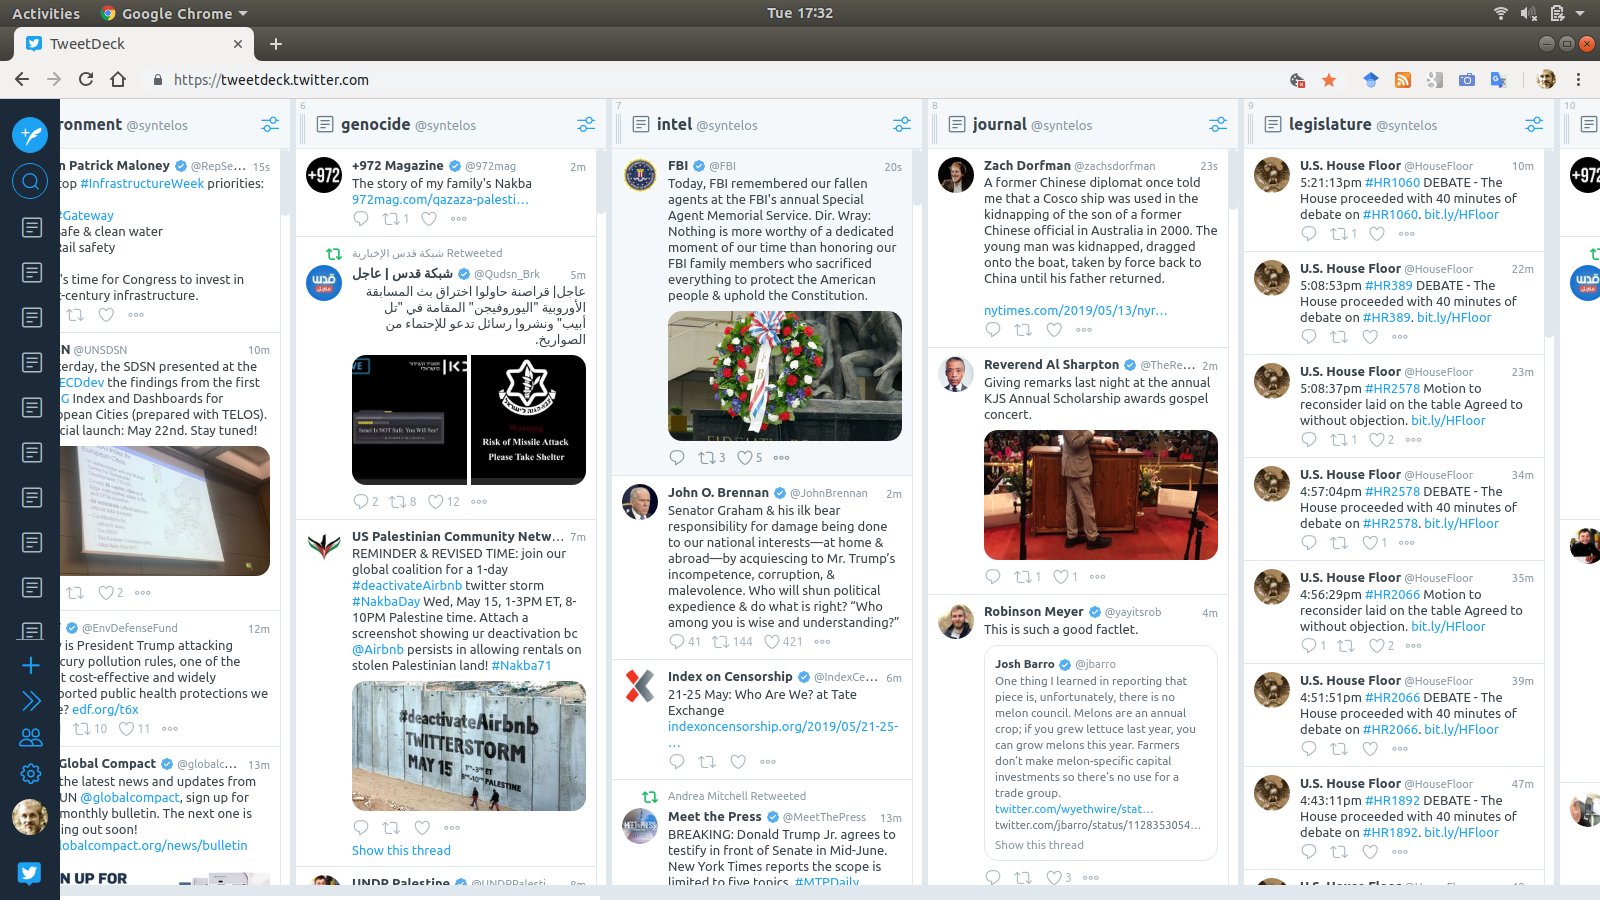 Activities
Google Chrome
Tue 17:32
TweetDeck
https://tweetdeck.twitter.com
ronment @syntelos
n Patrick Maloney @RepSe... 15s
top #InfrastructureWeek priorities:
#Gateway
afe & clean water
ail safety
's time for Congress to invest in
t-century infrastructure.
N @UNSDSN 10m
terday, the SDSN presented at the
ECDdev the findings from the first
G Index and Dashboards for
opean Cities (prepared with TELOS).
cial launch: May 22nd. Stay tuned!
2
@EnvDefenseFund 12m
y is President Trump attacking
cury pollution rules, one of the
t cost-effective and widely
ported public health protections we
e? edf.org/t6x
10 11
Global Compact @globalc... 13m
the latest news and updates from
UN @globalcompact, sign up for
monthly bulletin. The next one is
ing out soon!
lobalcompact.org/news/bulletin
N UP FOR
6
genocide @syntelos
+972
+972 Magazine @972mag 2m
The story of my family's Nakba
972mag.com/qazaza-palesti...
1
شبكة قدس الإخبارية Retweeted
شبكة قدس | عاجل @Qudsn_Brk 5m
عاجل| قراصنة حاولوا اختراق بث المسابقة
الأوروبية "اليوروفيجن" المقامة في "تل
أبيب" ونشروا رسائل تدعو للإحتماء من
الصواريخ.
Israel Is NOT Safe. You Will See!
Warning
Risk of Missile Attack
Please Take Shelter
2 8 12
US Palestinian Community Netw... 7m
REMINDER & REVISED TIME: join our
global coalition for a 1-day
#deactivateAirbnb twitter storm
#NakbaDay Wed, May 15, 1-3PM ET, 8-
10PM Palestine time. Attach a
screenshot showing ur deactivation bc
@Airbnb persists in allowing rentals on
stolen Palestinian land! #Nakba71
#deactivateAirbnb
TWITTERSTORM
MAY 15
1PM-3PM ET
8PM-10PM PALESTINE
Show this thread
UNDP Palestine @UNDPPalesti... 8m
7
intel @syntelos
FBI @FBI 20s
Today, FBI remembered our fallen
agents at the FBI's annual Special
Agent Memorial Service. Dir. Wray:
Nothing is more worthy of a dedicated
moment of our time than honoring our
FBI family members who sacrificed
everything to protect the American
people & uphold the Constitution.
3 5
John O. Brennan @JohnBrennan 2m
Senator Graham & his ilk bear
responsibility for damage being done
to our national interests—at home &
abroad—by acquiescing to Mr. Trump's
incompetence, corruption, &
malevolence. Who will shun political
expedience & do what is right? “Who
among you is wise and understanding?”
41 144 421
Index on Censorship @IndexCe... 6m
21-25 May: Who Are We? at Tate
Exchange
indexoncensorship.org/2019/05/21-25-
...
Andrea Mitchell Retweeted
Meet the Press @MeetThePress 13m
BREAKING: Donald Trump Jr. agrees to
testify in front of Senate in Mid-June.
New York Times reports the scope is
limited to five topics. #MTPDaily
8
journal @syntelos
Zach Dorfman @zachsdorfman 23s
A former Chinese diplomat once told
me that a Cosco ship was used in the
kidnapping of the son of a former
Chinese official in Australia in 2000. The
young man was kidnapped, dragged
onto the boat, taken by force back to
China until his father returned.
nytimes.com/2019/05/13/nyr...
Reverend Al Sharpton @TheRe... 2m
Giving remarks last night at the annual
KJS Annual Scholarship awards gospel
concert.
1 1
Robinson Meyer @yayitsrob 4m
This is such a good factlet.
Josh Barro @jbarro
One thing I learned in reporting that
piece is, unfortunately, there is no
melon council. Melons are an annual
crop; if you grew lettuce last year, you
can grow melons this year. Farmers
don't make melon-specific capital
investments so there's no use for a
trade group.
twitter.com/wyethwire/stat...
twitter.com/jbarro/status/1128353054...
Show this thread
3
9
legislature @syntelos
U.S. House Floor @HouseFloor 10m
5:21:13pm #HR1060 DEBATE - The
House proceeded with 40 minutes of
debate on #HR1060. bit.ly/HFloor
1
U.S. House Floor @HouseFloor 22m
5:08:53pm #HR389 DEBATE - The
House proceeded with 40 minutes of
debate on #HR389. bit.ly/HFloor
U.S. House Floor @HouseFloor 23m
5:08:37pm #HR2578 Motion to
reconsider laid on the table Agreed to
without objection. bit.ly/HFloor
1 2
U.S. House Floor @HouseFloor 34m
4:57:04pm #HR2578 DEBATE - The
House proceeded with 40 minutes of
debate on #HR2578. bit.ly/HFloor
1
U.S. House Floor @HouseFloor 35m
4:56:29pm #HR2066 Motion to
reconsider laid on the table Agreed to
without objection. bit.ly/HFloor
1 2
U.S. House Floor @HouseFloor 39m
4:51:51pm #HR2066 DEBATE - The
House proceeded with 40 minutes of
debate on #HR2066. bit.ly/HFloor
U.S. House Floor @HouseFloor 47m
4:43:11pm #HR1892 DEBATE - The
House proceeded with 40 minutes of
debate on #HR1892. bit.ly/HFloor
U.S. House Floor @HouseFloor
10
+972